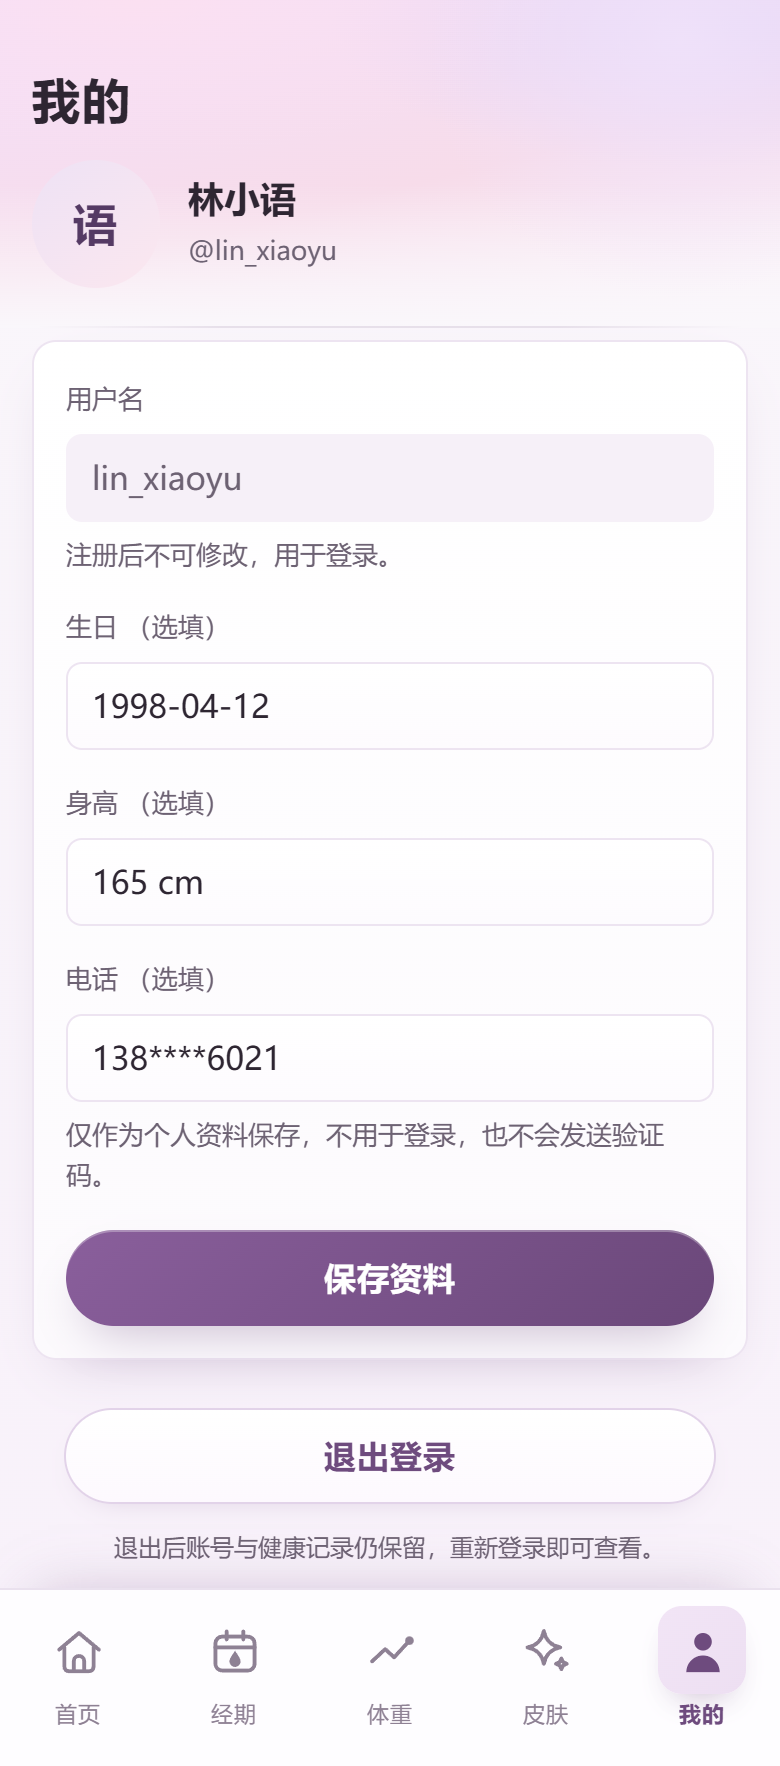 我的
语
林小语
@lin_xiaoyu
用户名
lin_xiaoyu
注册后不可修改，用于登录。
生日 （选填）
1998-04-12
身高 （选填）
165 cm
电话 （选填）
138****6021
仅作为个人资料保存，不用于登录，也不会发送验证
码。
保存资料
退出登录
退出后账号与健康记录仍保留，重新登录即可查看。
首页 经期 体重 皮肤 我的